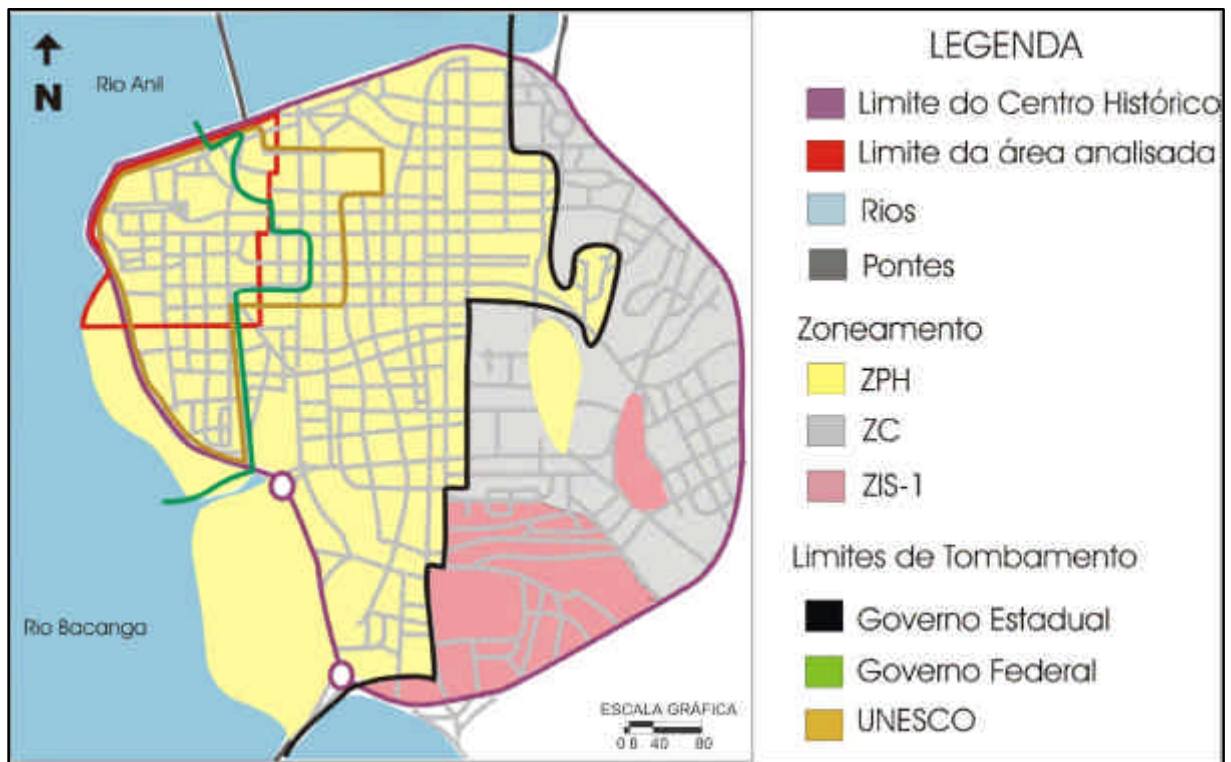 Rio Anil
N
Rio Bacanga
ESCALA GRÁFICA
0.6 40 80
LEGENDA
Limite do Centro Histórico
Limite da área analisada
Rios
Pontes
Zoneamento
ZPH
ZC
ZIS-1
Limites de Tombamento
Governo Estadual
Governo Federal
UNESCO